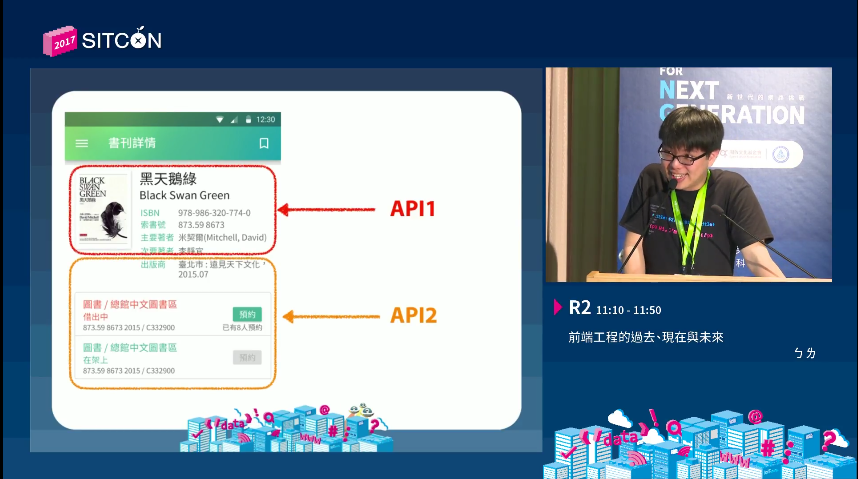 2017 SITCON
12:30
書刊詳情
BLACK
SWAN
GREEN
黑天鵝綠
黑天鵝綠
Black Swan Green
ISBN 978-986-320-774-0
索書號 873.59 8673
主要著者 米契爾(Mitchell, David)
次要著者 李靜宜
出版商 臺北市 : 遠見天下文化,
2015.07
API1
圖書 / 總館中文圖書區
借出中
873.59 8673 2015 / C332900
預約
已有8人預約
圖書 / 總館中文圖書區
在架上
873.59 8673 2015 / C332900
預約
API2
FOR
NEXT
GENERATION
R2 11:10 - 11:50
前端工程的過去、現在與未來
ㄅㄌ